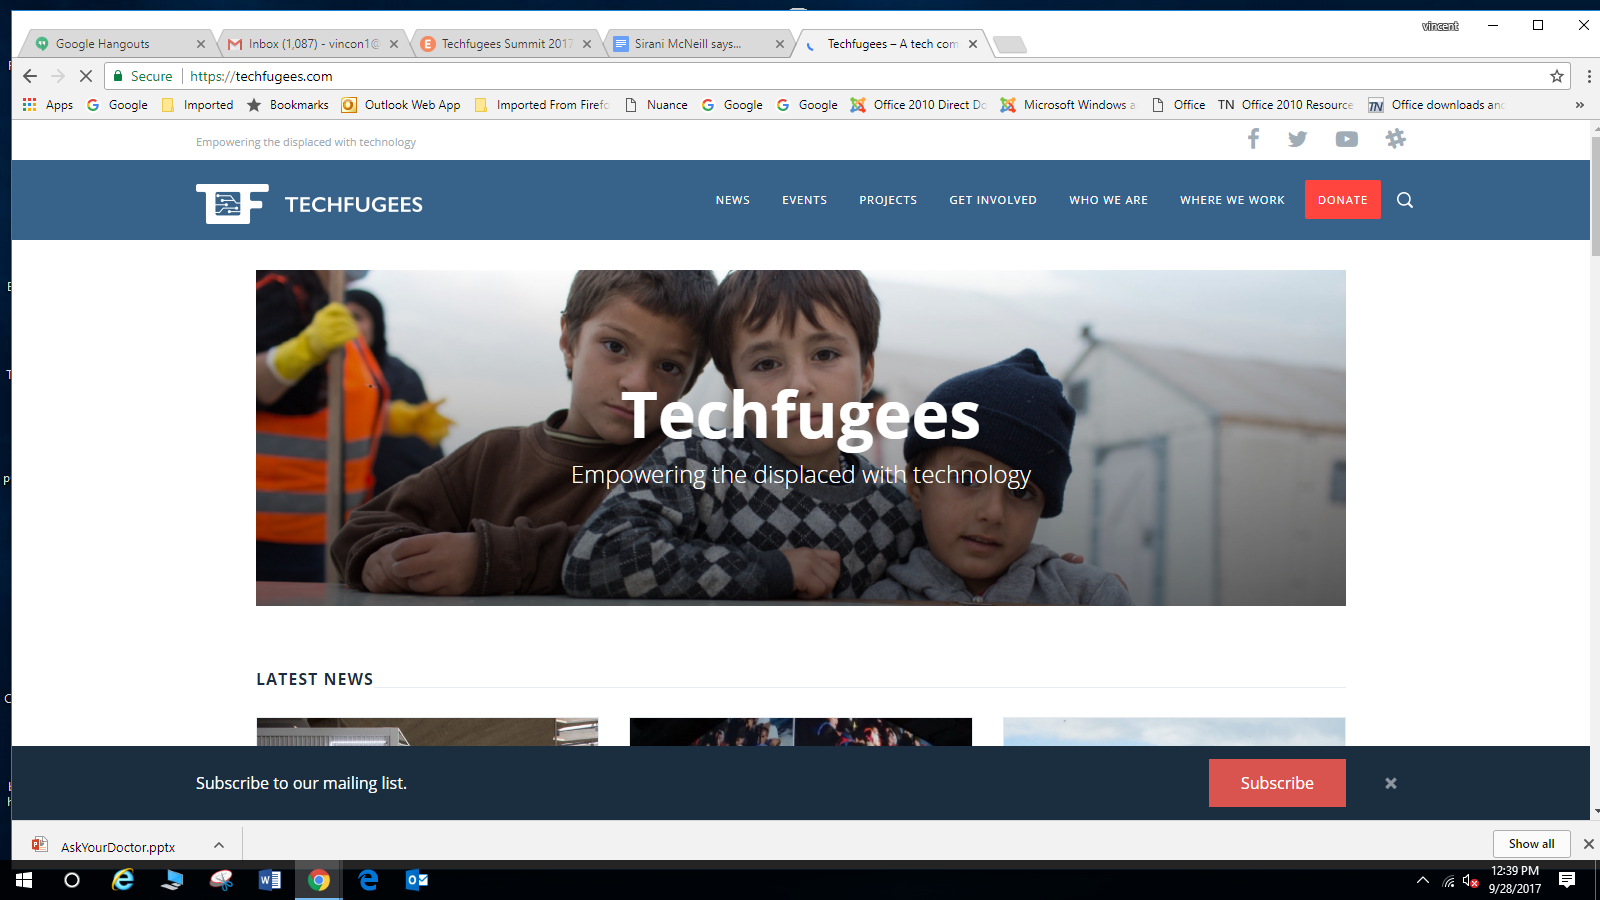 vincent
Google Hangouts
Inbox (1,087) - vincon1@
Techfugees Summit 2017
Sirani McNeill says...
Techfugees – A tech com
Secure
https://techfugees.com
Apps
Google
Imported
Bookmarks
Outlook Web App
Imported From Firefo
Nuance
Google
Google
Office 2010 Direct Do
Microsoft Windows a
Office
TN Office 2010 Resource
TN Office downloads and
»
Empowering the displaced with technology
TF TECHFUGEES
NEWS
EVENTS
PROJECTS
GET INVOLVED
WHO WE ARE
WHERE WE WORK
DONATE
Techfugees
Empowering the displaced with technology
LATEST NEWS
Subscribe to our mailing list.
Subscribe
AskYourDoctor.pptx
Show all
12:39 PM
9/28/2017